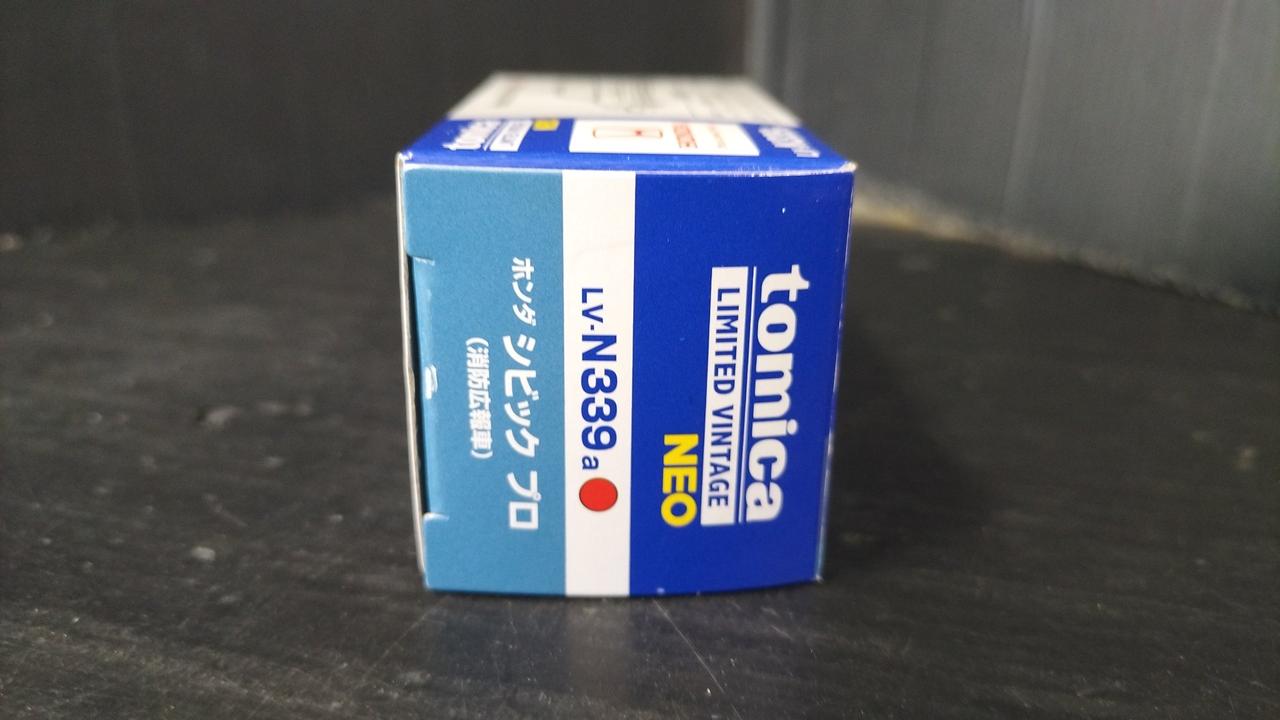 tomica
LIMITED VINTAGE
NEO
LV-N339a
ホンダ シビック プロ
（消防広報車）